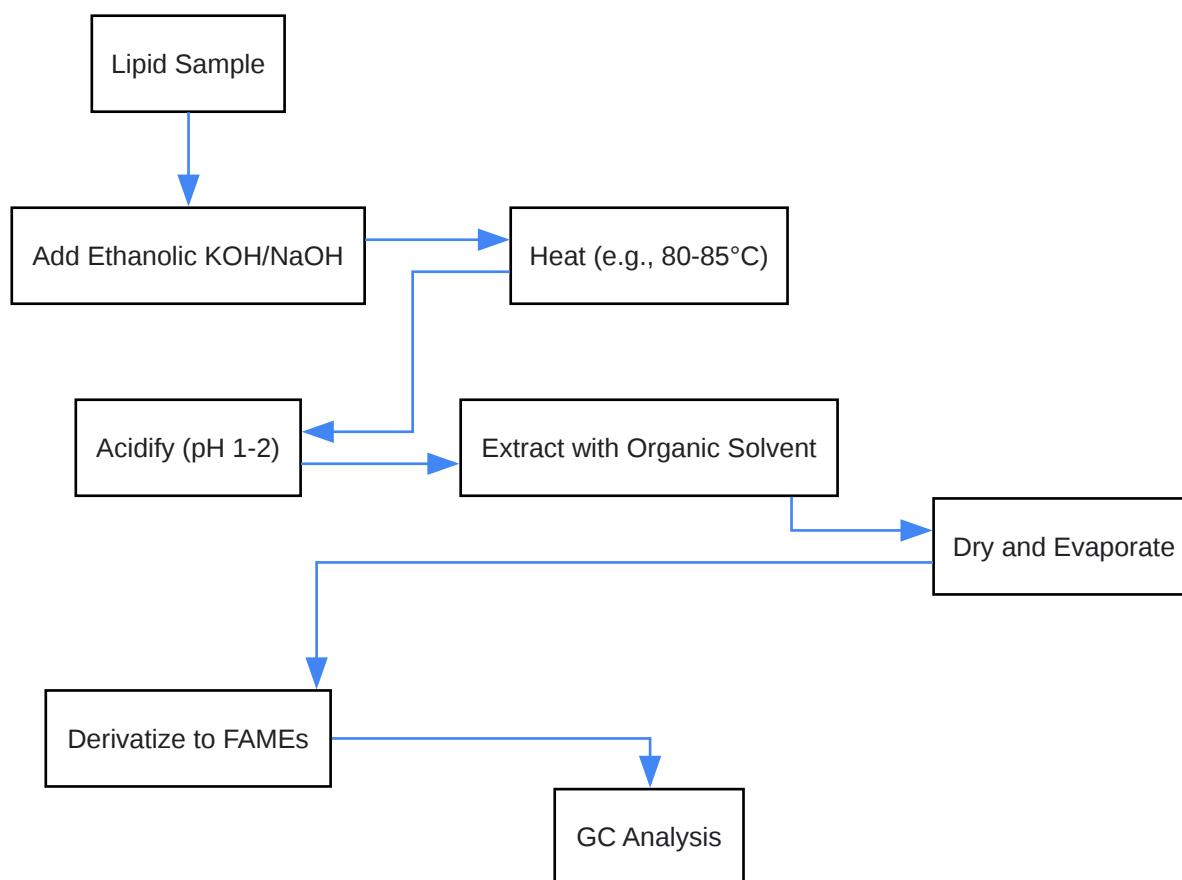 Lipid Sample
Add Ethanolic KOH/NaOH
Heat (e.g., 80-85°C)
Acidify (pH 1-2)
Extract with Organic Solvent
Dry and Evaporate
Derivatize to FAMEs
GC Analysis